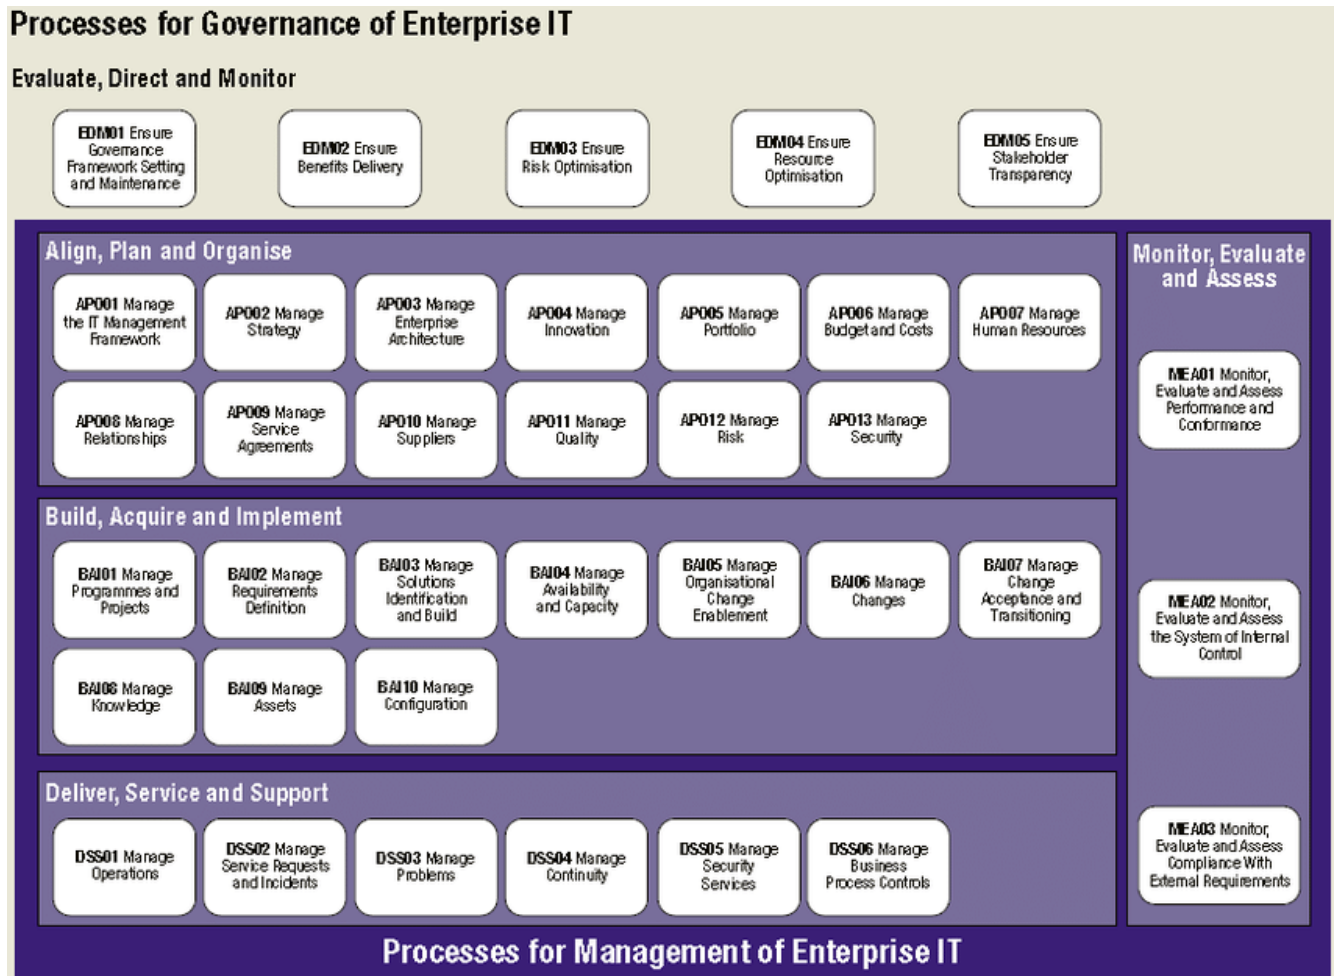 Processes for Governance of Enterprise IT
Evaluate, Direct and Monitor
EDM01 Ensure
Governance
Framework Setting
and Maintenance
EDM02 Ensure
Benefits Delivery
EDM03 Ensure
Risk Optimisation
EDM04 Ensure
Resource
Optimisation
EDM05 Ensure
Stakeholder
Transparency
Align, Plan and Organise
APO01 Manage
the IT Management
Framework
APO02 Manage
Strategy
APO03 Manage
Enterprise
Architecture
APO04 Manage
Innovation
APO05 Manage
Portfolio
APO06 Manage
Budget and Costs
APO07 Manage
Human Resources
APO08 Manage
Relationships
APO09 Manage
Service
Agreements
APO10 Manage
Suppliers
APO11 Manage
Quality
APO12 Manage
Risk
APO13 Manage
Security
Build, Acquire and Implement
BAI01 Manage
Programmes and
Projects
BAI02 Manage
Requirements
Definition
BAI03 Manage
Solutions
Identification
and Build
BAI04 Manage
Availability
and Capacity
BAI05 Manage
Organisational
Change
Enablement
BAI06 Manage
Changes
BAI07 Manage
Change
Acceptance and
Transitioning
BAI08 Manage
Knowledge
BAI09 Manage
Assets
BAI10 Manage
Configuration
Deliver, Service and Support
DSS01 Manage
Operations
DSS02 Manage
Service Requests
and Incidents
DSS03 Manage
Problems
DSS04 Manage
Continuity
DSS05 Manage
Security
Services
DSS06 Manage
Business
Process Controls
Monitor, Evaluate
and Assess
MEA01 Monitor,
Evaluate and Assess
Performance and
Conformance
MEA02 Monitor,
Evaluate and Assess
the System of Internal
Control
MEA03 Monitor,
Evaluate and Assess
Compliance With
External Requirements
Processes for Management of Enterprise IT